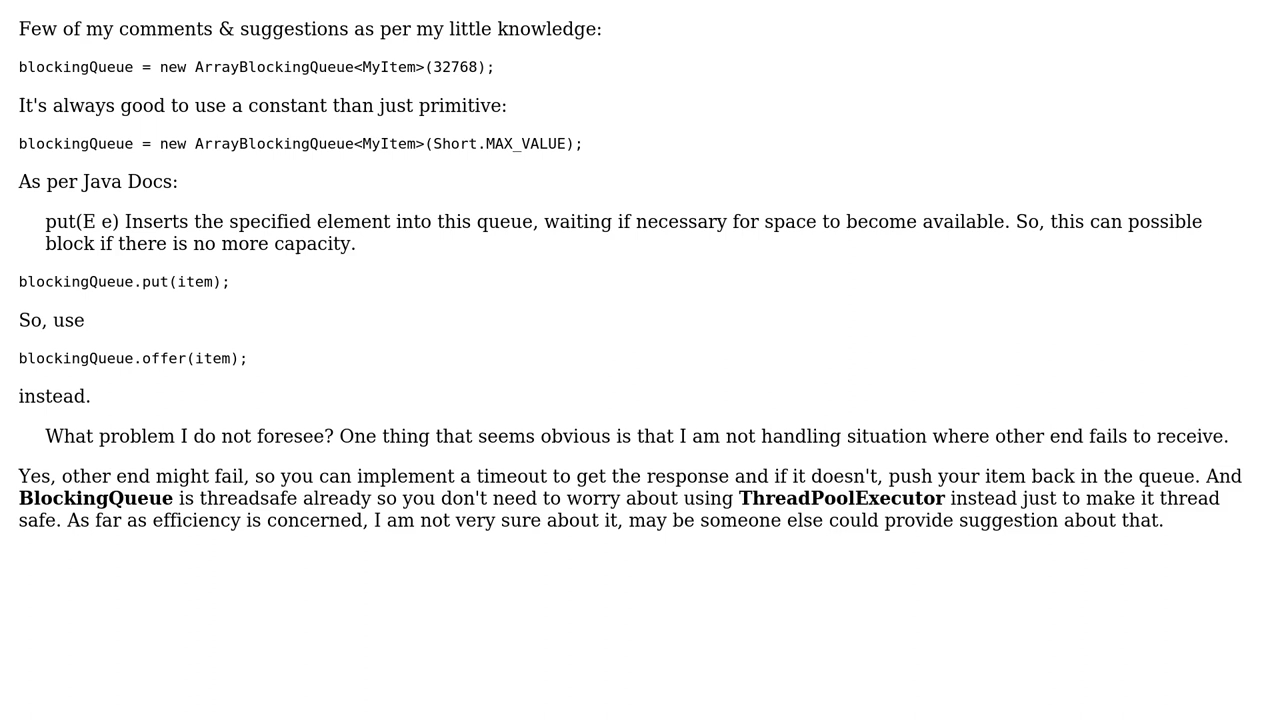 Few of my comments & suggestions as per my little knowledge:
blockingQueue = new ArrayBlockingQueue<MyItem>(32768);
It's always good to use a constant than just primitive:
blockingQueue = new ArrayBlockingQueue<MyItem>(Short.MAX_VALUE);
As per Java Docs:
put(E e) Inserts the specified element into this queue, waiting if necessary for space to become available. So, this can possible
block if there is no more capacity.
blockingQueue.put(item);
So, use
blockingQueue.offer(item);
instead.
What problem I do not foresee? One thing that seems obvious is that I am not handling situation where other end fails to receive.
Yes, other end might fail, so you can implement a timeout to get the response and if it doesn't, push your item back in the queue. And
BlockingQueue is threadsafe already so you don't need to worry about using ThreadPoolExecutor instead just to make it thread
safe. As far as efficiency is concerned, I am not very sure about it, may be someone else could provide suggestion about that.